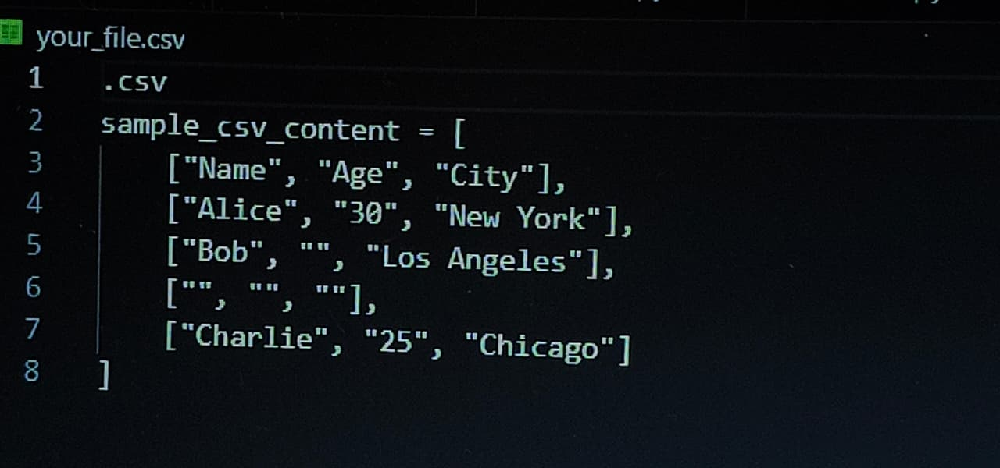 your_file.csv
1 .csv
2 sample_csv_content = [
3 ["Name", "Age", "City"],
4 ["Alice", "30", "New York"],
5 ["Bob", "", "Los Angeles"],
6 ["", "", ""],
7 ["Charlie", "25", "Chicago"]
8 ]